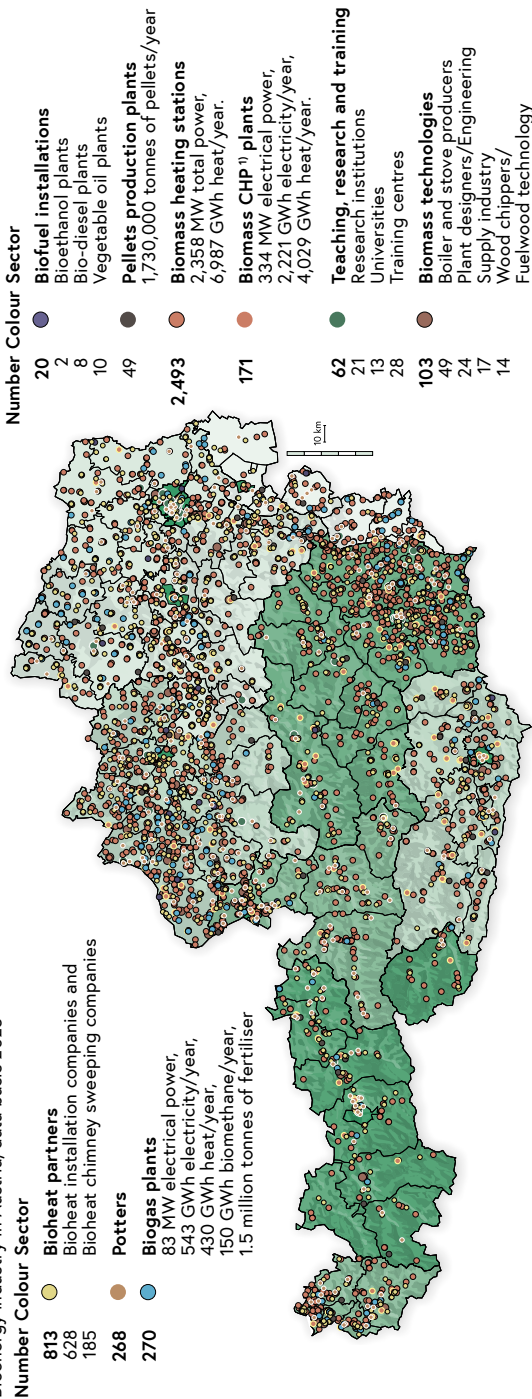 Bioenergy industry in Austria, data basis
Number Colour Sector
813 Bioheat partners
628 Bioheat installation companies and
185 Bioheat chimney sweeping companies
268 Potters
270 Biogas plants
83 MW electrical power,
543 GWh electricity/year,
430 GWh heat/year,
150 GWh biomethane/year,
1.5 million tonnes of fertiliser
10 km
Number Colour Sector
20 Biofuel installations
2 Bioethanol plants
8 Bio-diesel plants
10 Vegetable oil plants
49 Pellets production plants
1,730,000 tonnes of pellets/year
2,493 Biomass heating stations
2,358 MW total power,
6,987 GWh heat/year.
171 Biomass CHP ¹⁾ plants
334 MW electrical power,
2,221 GWh electricity/year,
4,029 GWh heat/year.
62 Teaching, research and training
21 Research institutions
13 Universities
28 Training centres
103 Biomass technologies
49 Boiler and stove producers
24 Plant designers/Engineering
17 Supply industry
14 Wood chippers/
Fuelwood technology